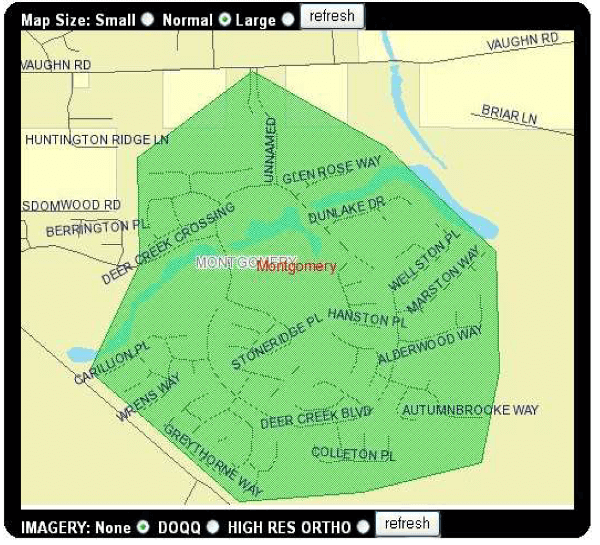 Map Size: Small Normal Large refresh
VAUGHN RD
VAUGHN RD
BRIAR LN
HUNTINGTON RIDGE LN
UNNAMED
GLEN ROSE WAY
SDOMWOOD RD
BERRINGTON PL
DEER CREEK CROSSING
DUNLAKE DR
MONTGOMERY
Montgomery
WELLSTON PL
MARSTON WAY
HANSTON PL
STONERIDGE PL
ALDERWOOD WAY
CARILLION PL
WRENS WAY
DEER CREEK BLVD
AUTUMNBROOKE WAY
GREYTHORNE WAY
COLLETON PL
IMAGERY: None DOQQ HIGH RES ORTHO refresh